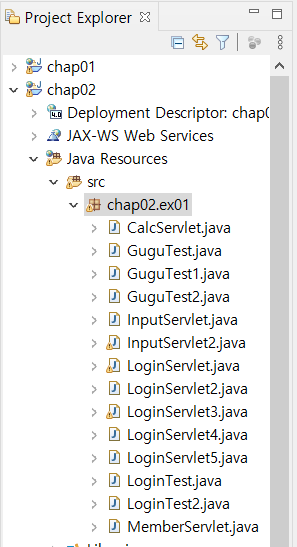 Project Explorer
chap01
chap02
Deployment Descriptor: chap0
JAX-WS Web Services
Java Resources
src
chap02.ex01
CalcServlet.java
GuguTest.java
GuguTest1.java
GuguTest2.java
InputServlet.java
InputServlet2.java
LoginServlet.java
LoginServlet2.java
LoginServlet3.java
LoginServlet4.java
LoginServlet5.java
LoginTest.java
LoginTest2.java
MemberServlet.java